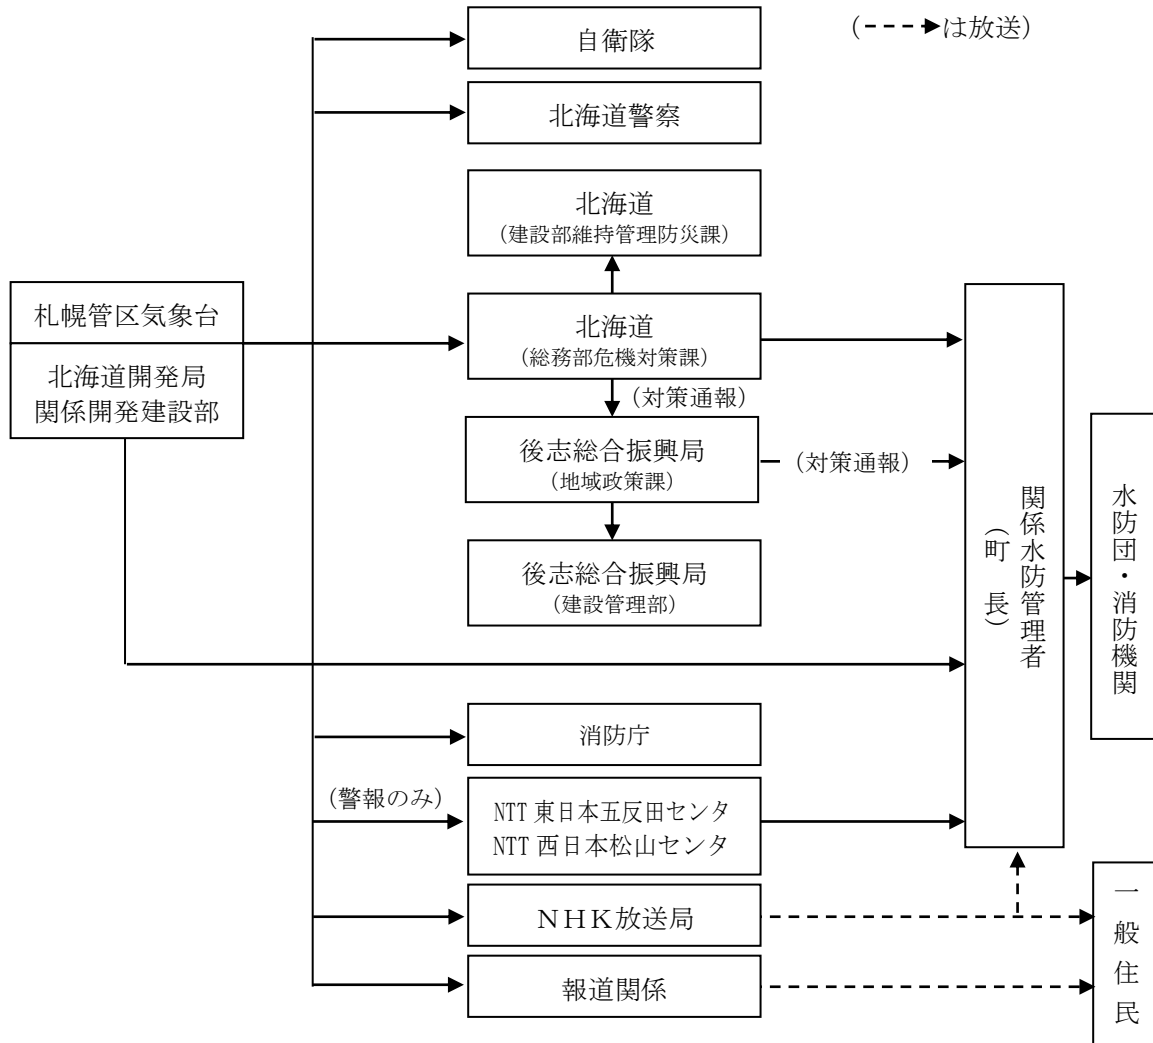 自衛隊
（は放送）
北海道警察
北海道
（建設部維持管理防災課）
札幌管区気象台
北海道開発局
関係開発建設部
北海道
（総務部危機対策課）
（対策通報）
後志総合振興局
（地域政策課）
（対策通報）
後志総合振興局
（建設管理部）
関係水防管理者
（町　長）
水防団・消防機関
消防庁
（警報のみ）
NTT 東日本五反田センタ
NTT 西日本松山センタ
ＮＨＫ放送局
報道関係
一般住民